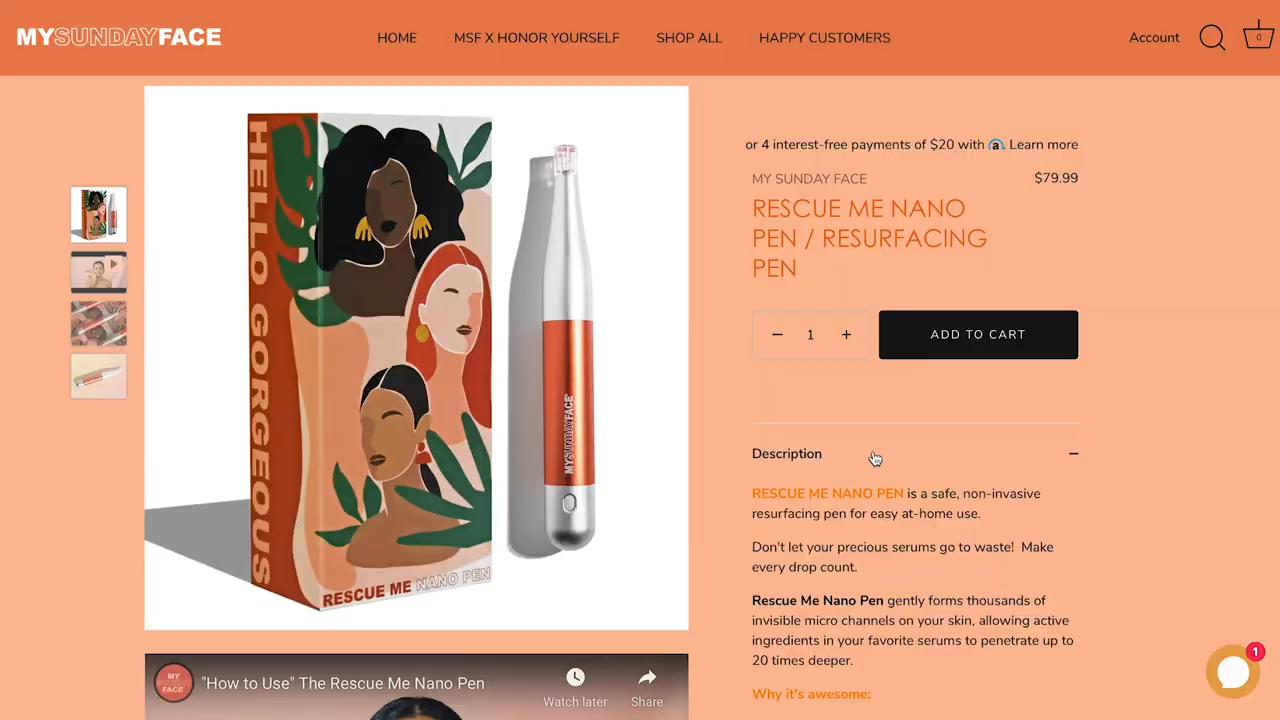 MYSUNDAYFACE
HOME
MSF X HONOR YOURSELF
SHOP ALL
HAPPY CUSTOMERS
Account
0
HELLO GORGEOUS
RESCUE ME NANO PEN
MYSUNDAYFACE
or 4 interest-free payments of $20 with a Learn more
MY SUNDAY FACE
$79.99
RESCUE ME NANO
PEN / RESURFACING
PEN
− 1 +
ADD TO CART
Description
RESCUE ME NANO PEN is a safe, non-invasive
resurfacing pen for easy at-home use.
Don't let your precious serums go to waste! Make
every drop count.
Rescue Me Nano Pen gently forms thousands of
invisible micro channels on your skin, allowing active
ingredients in your favorite serums to penetrate up to
20 times deeper.
Why it's awesome:
MY
FACE
"How to Use" The Rescue Me Nano Pen
Watch later
Share
1